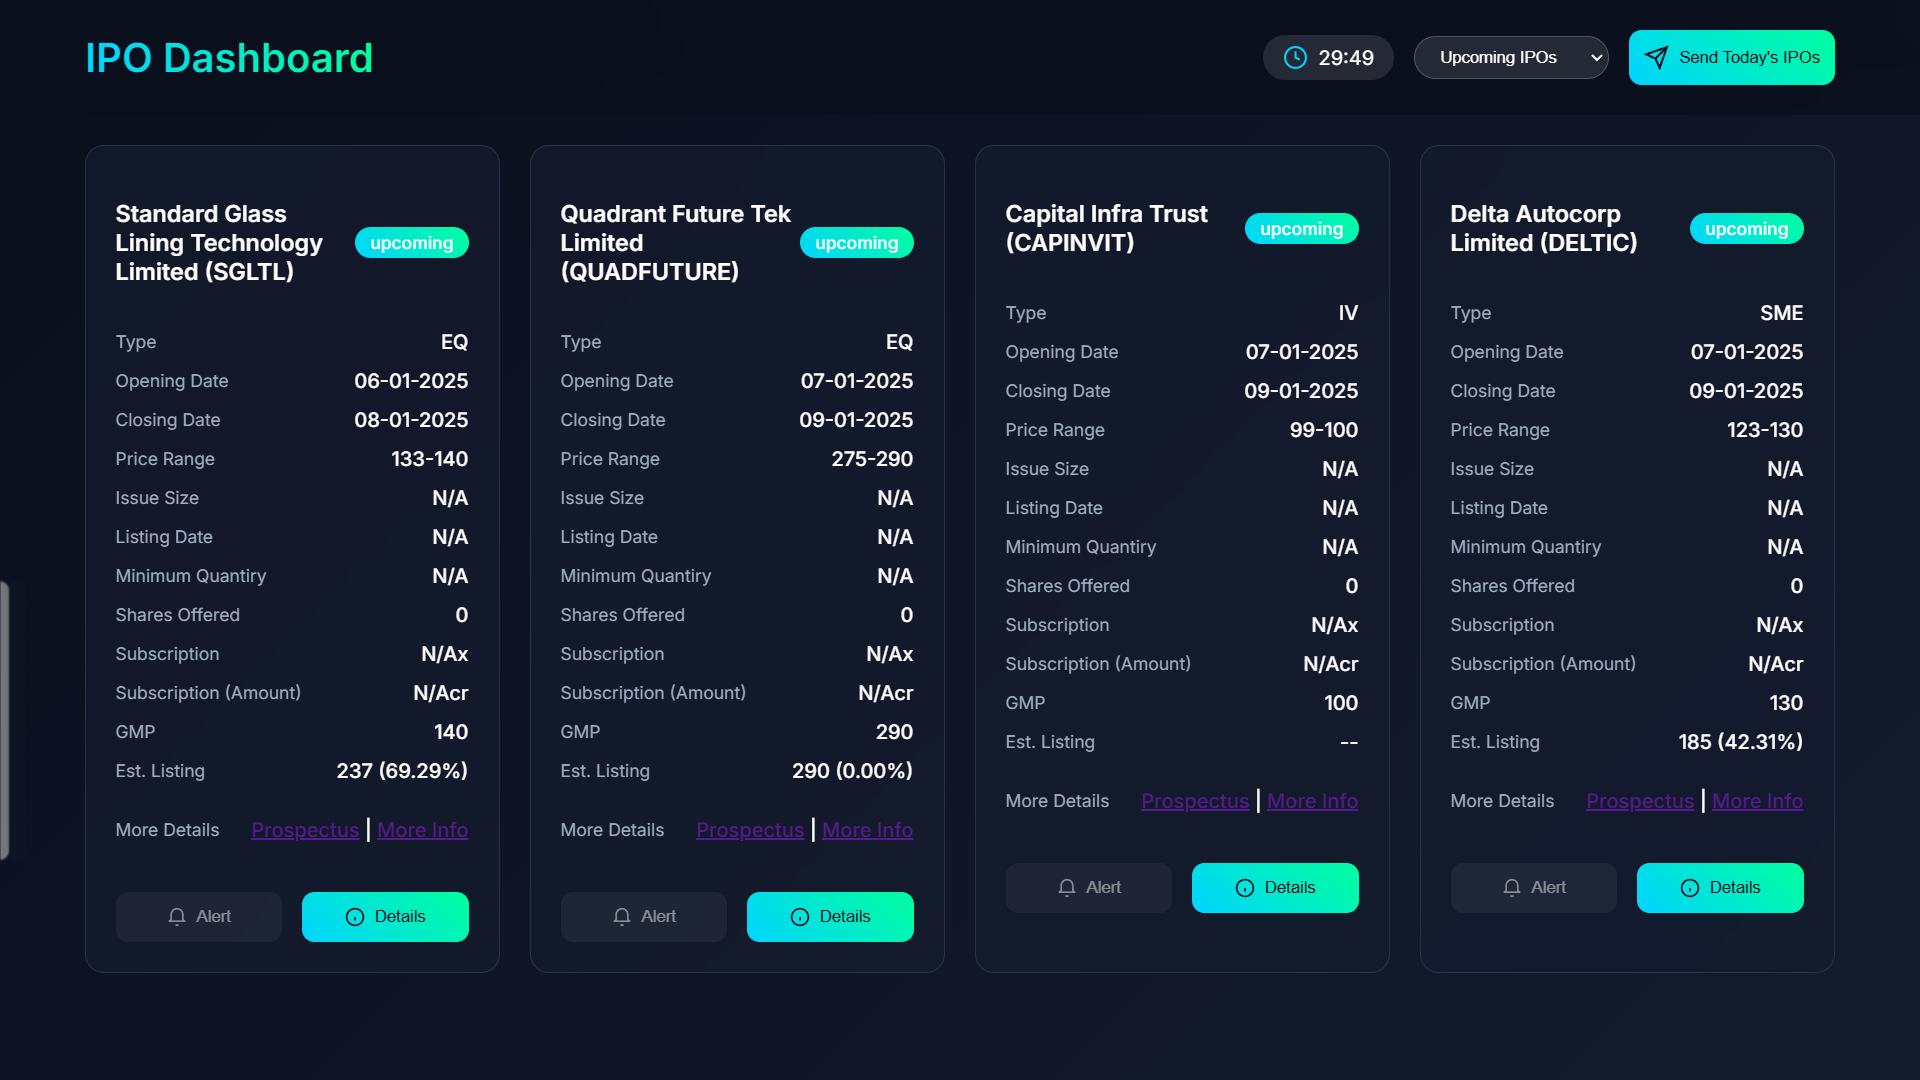 IPO Dashboard
29:49
Upcoming IPOs
Send Today's IPOs
Standard Glass
Lining Technology
Limited (SGLTL)
upcoming
Type EQ
Opening Date 06-01-2025
Closing Date 08-01-2025
Price Range 133-140
Issue Size N/A
Listing Date N/A
Minimum Quantiry N/A
Shares Offered 0
Subscription N/Ax
Subscription (Amount) N/Acr
GMP 140
Est. Listing 237 (69.29%)
More Details Prospectus | More Info
Alert Details
Quadrant Future Tek
Limited
(QUADFUTURE)
upcoming
Type EQ
Opening Date 07-01-2025
Closing Date 09-01-2025
Price Range 275-290
Issue Size N/A
Listing Date N/A
Minimum Quantiry N/A
Shares Offered 0
Subscription N/Ax
Subscription (Amount) N/Acr
GMP 290
Est. Listing 290 (0.00%)
More Details Prospectus | More Info
Alert Details
Capital Infra Trust
(CAPINVIT)
upcoming
Type IV
Opening Date 07-01-2025
Closing Date 09-01-2025
Price Range 99-100
Issue Size N/A
Listing Date N/A
Minimum Quantiry N/A
Shares Offered 0
Subscription N/Ax
Subscription (Amount) N/Acr
GMP 100
Est. Listing --
More Details Prospectus | More Info
Alert Details
Delta Autocorp
Limited (DELTIC)
upcoming
Type SME
Opening Date 07-01-2025
Closing Date 09-01-2025
Price Range 123-130
Issue Size N/A
Listing Date N/A
Minimum Quantiry N/A
Shares Offered 0
Subscription N/Ax
Subscription (Amount) N/Acr
GMP 130
Est. Listing 185 (42.31%)
More Details Prospectus | More Info
Alert Details